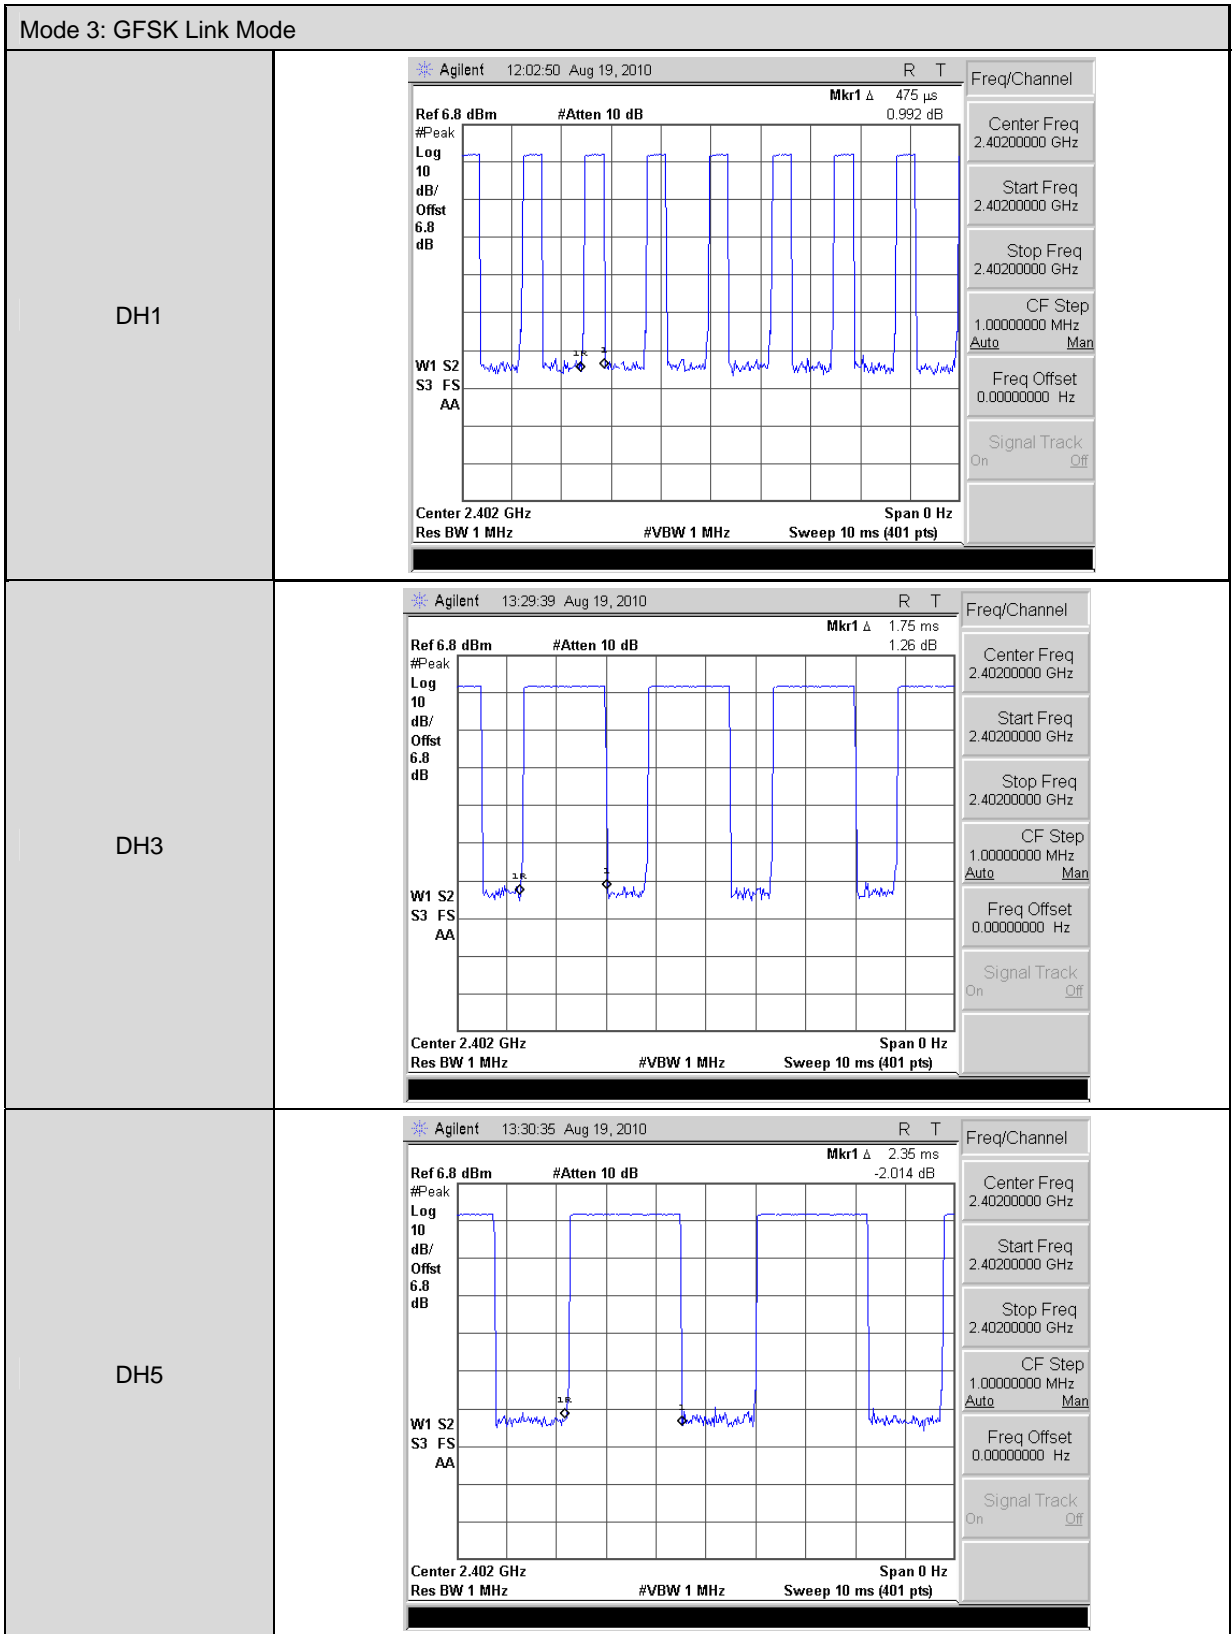 Mode 3: GFSK Link Mode
DH1
Agilent 12:02:50 Aug 19, 2010 R T
Mkr1 Δ 475 µs
Ref 6.8 dBm #Atten 10 dB 0.992 dB
#Peak
Log
10
dB/
Offst
6.8
dB
1R 1
W1 S2
S3 FS
AA
Center 2.402 GHz Span 0 Hz
Res BW 1 MHz #VBW 1 MHz Sweep 10 ms (401 pts)
Freq/Channel
Center Freq
2.40200000 GHz
Start Freq
2.40200000 GHz
Stop Freq
2.40200000 GHz
CF Step
1.00000000 MHz
Auto Man
Freq Offset
0.00000000 Hz
Signal Track
On Off
DH3
Agilent 13:29:39 Aug 19, 2010 R T
Mkr1 Δ 1.75 ms
Ref 6.8 dBm #Atten 10 dB 1.26 dB
#Peak
Log
10
dB/
Offst
6.8
dB
1R 1
W1 S2
S3 FS
AA
Center 2.402 GHz Span 0 Hz
Res BW 1 MHz #VBW 1 MHz Sweep 10 ms (401 pts)
Freq/Channel
Center Freq
2.40200000 GHz
Start Freq
2.40200000 GHz
Stop Freq
2.40200000 GHz
CF Step
1.00000000 MHz
Auto Man
Freq Offset
0.00000000 Hz
Signal Track
On Off
DH5
Agilent 13:30:35 Aug 19, 2010 R T
Mkr1 Δ 2.35 ms
Ref 6.8 dBm #Atten 10 dB -2.014 dB
#Peak
Log
10
dB/
Offst
6.8
dB
1R 1
W1 S2
S3 FS
AA
Center 2.402 GHz Span 0 Hz
Res BW 1 MHz #VBW 1 MHz Sweep 10 ms (401 pts)
Freq/Channel
Center Freq
2.40200000 GHz
Start Freq
2.40200000 GHz
Stop Freq
2.40200000 GHz
CF Step
1.00000000 MHz
Auto Man
Freq Offset
0.00000000 Hz
Signal Track
On Off